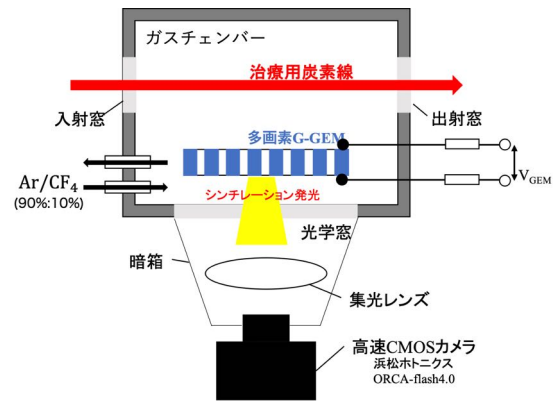 ガスチェンバー
治療用炭素線
入射窓
出射窓
多画素G-GEM
Ar/CF₄
(90%:10%)
V_GEM
シンチレーション発光
光学窓
暗箱
集光レンズ
高速CMOSカメラ
浜松ホトニクス
ORCA-flash4.0